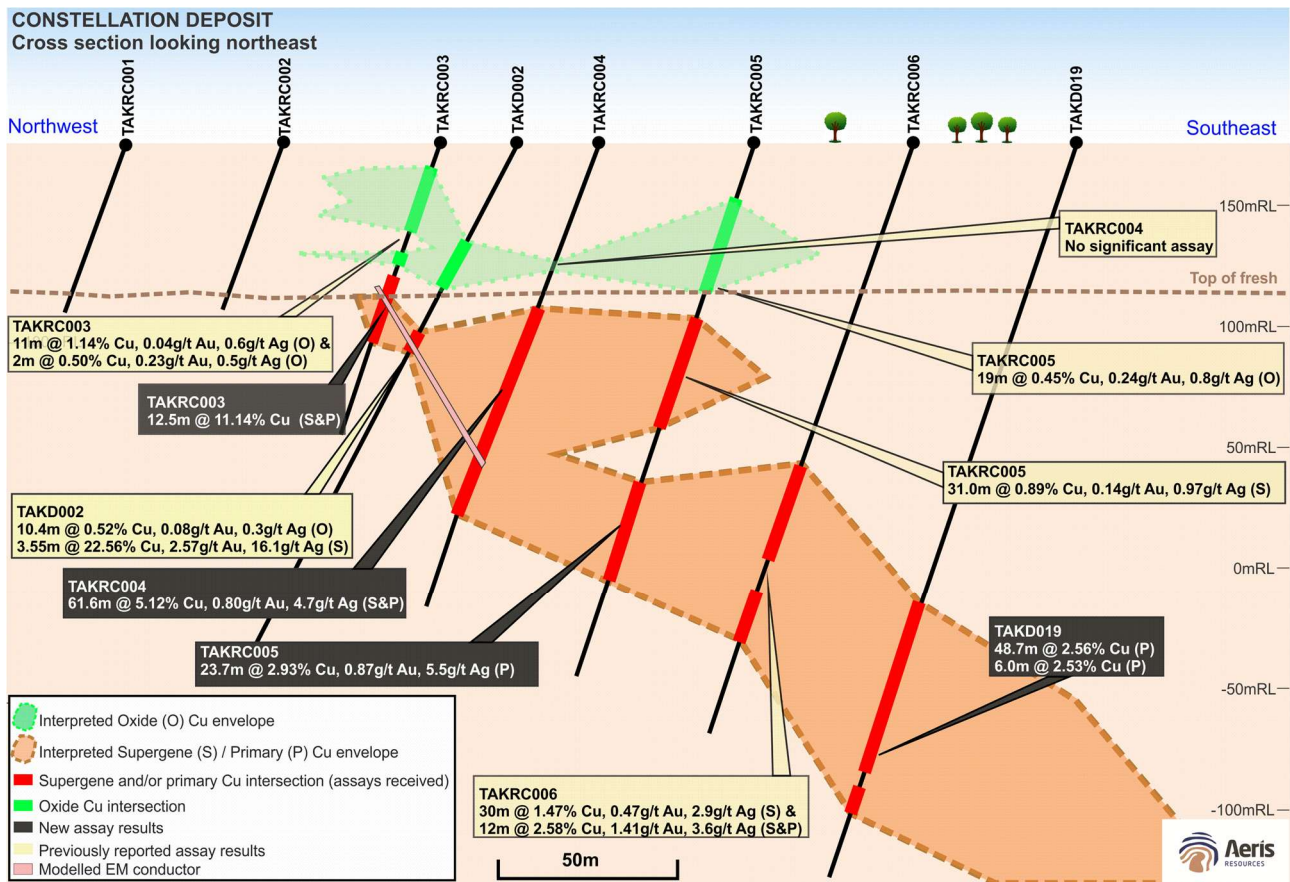 CONSTELLATION DEPOSIT
Cross section looking northeast
TAKRC001
TAKRC002
TAKRC003
TAKD002
TAKRC004
TAKRC005
TAKRC006
TAKD019
Northwest
Southeast
150mRL
TAKRC004
No significant assay
Top of fresh
100mRL
TAKRC003
11m @ 1.14% Cu, 0.04g/t Au, 0.6g/t Ag (O) &
2m @ 0.50% Cu, 0.23g/t Au, 0.5g/t Ag (O)
TAKRC005
19m @ 0.45% Cu, 0.24g/t Au, 0.8g/t Ag (O)
TAKRC003
12.5m @ 11.14% Cu (S&P)
50mRL
TAKRC005
31.0m @ 0.89% Cu, 0.14g/t Au, 0.97g/t Ag (S)
TAKD002
10.4m @ 0.52% Cu, 0.08g/t Au, 0.3g/t Ag (O)
3.55m @ 22.56% Cu, 2.57g/t Au, 16.1g/t Ag (S)
0mRL
TAKRC004
61.6m @ 5.12% Cu, 0.80g/t Au, 4.7g/t Ag (S&P)
TAKRC005
23.7m @ 2.93% Cu, 0.87g/t Au, 5.5g/t Ag (P)
TAKD019
48.7m @ 2.56% Cu (P)
6.0m @ 2.53% Cu (P)
-50mRL
Interpreted Oxide (O) Cu envelope
Interpreted Supergene (S) / Primary (P) Cu envelope
Supergene and/or primary Cu intersection (assays received)
Oxide Cu intersection
New assay results
Previously reported assay results
Modelled EM conductor
TAKRC006
30m @ 1.47% Cu, 0.47g/t Au, 2.9g/t Ag (S) &
12m @ 2.58% Cu, 1.41g/t Au, 3.6g/t Ag (S&P)
-100mRL
50m
Aeris
RESOURCES